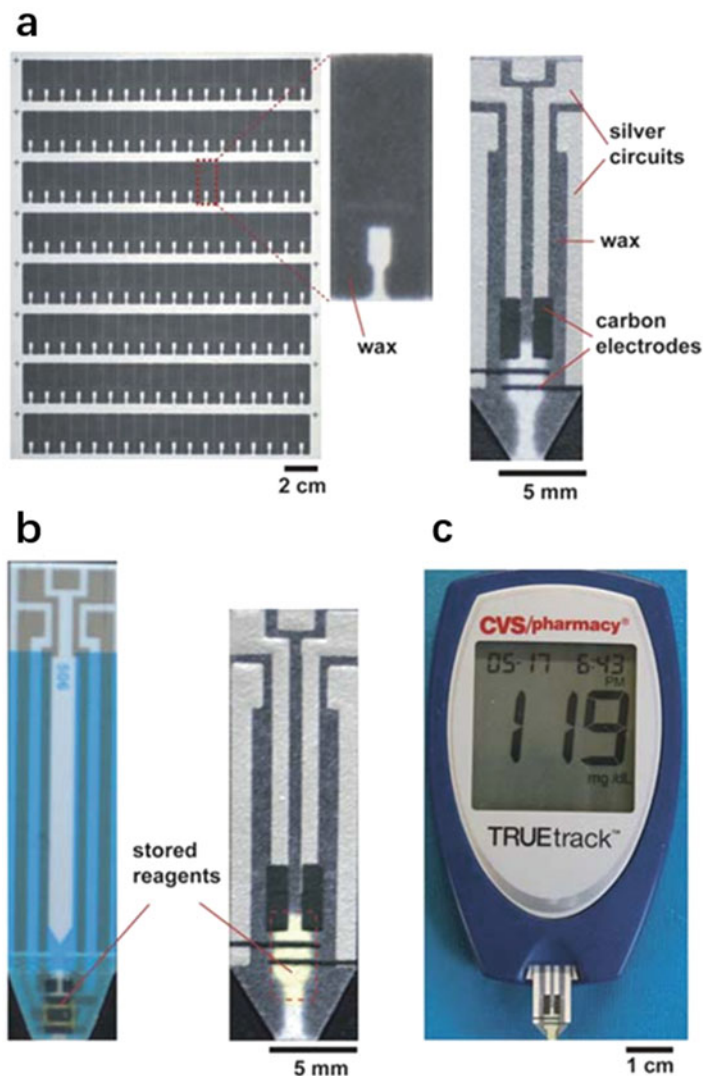 a
silver
circuits
wax
carbon
electrodes
wax
2 cm
5 mm
b
c
506
CVS/pharmacy®
05-17 6:43
PM
119
mg/dL
TRUEtrack™
stored
reagents
5 mm
1 cm